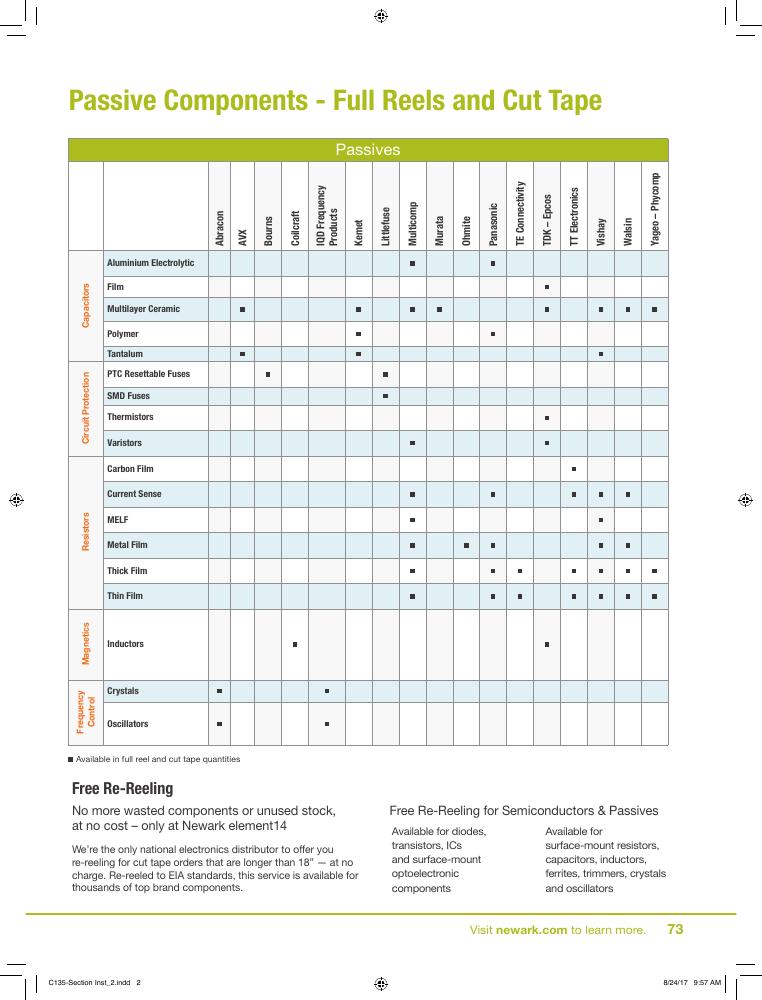 Passive Components - Full Reels and Cut Tape
Passives
Abracon
AVX
Bourns
Coilcraft
IQD Frequency
Products
Kemet
Littlefuse
Multicomp
Murata
Ohmite
Panasonic
TE Connectivity
TDK – Epcos
TT Electronics
Vishay
Walsin
Yageo – Phycomp
Capacitors
Aluminium Electrolytic
Film
Multilayer Ceramic
Polymer
Tantalum
Circuit Protection
PTC Resettable Fuses
SMD Fuses
Thermistors
Varistors
Resistors
Carbon Film
Current Sense
MELF
Metal Film
Thick Film
Thin Film
Magnetics
Inductors
Frequency
Control
Crystals
Oscillators
■ Available in full reel and cut tape quantities
Free Re-Reeling
No more wasted components or unused stock,
at no cost – only at Newark element14
We're the only national electronics distributor to offer you
re-reeling for cut tape orders that are longer than 18" — at no
charge. Re-reeled to EIA standards, this service is available for
thousands of top brand components.
Free Re-Reeling for Semiconductors & Passives
Available for diodes,
transistors, ICs
and surface-mount
optoelectronic
components
Available for
surface-mount resistors,
capacitors, inductors,
ferrites, trimmers, crystals
and oscillators
Visit newark.com to learn more. 73
C135-Section Inst_2.indd 2
8/24/17 9:57 AM